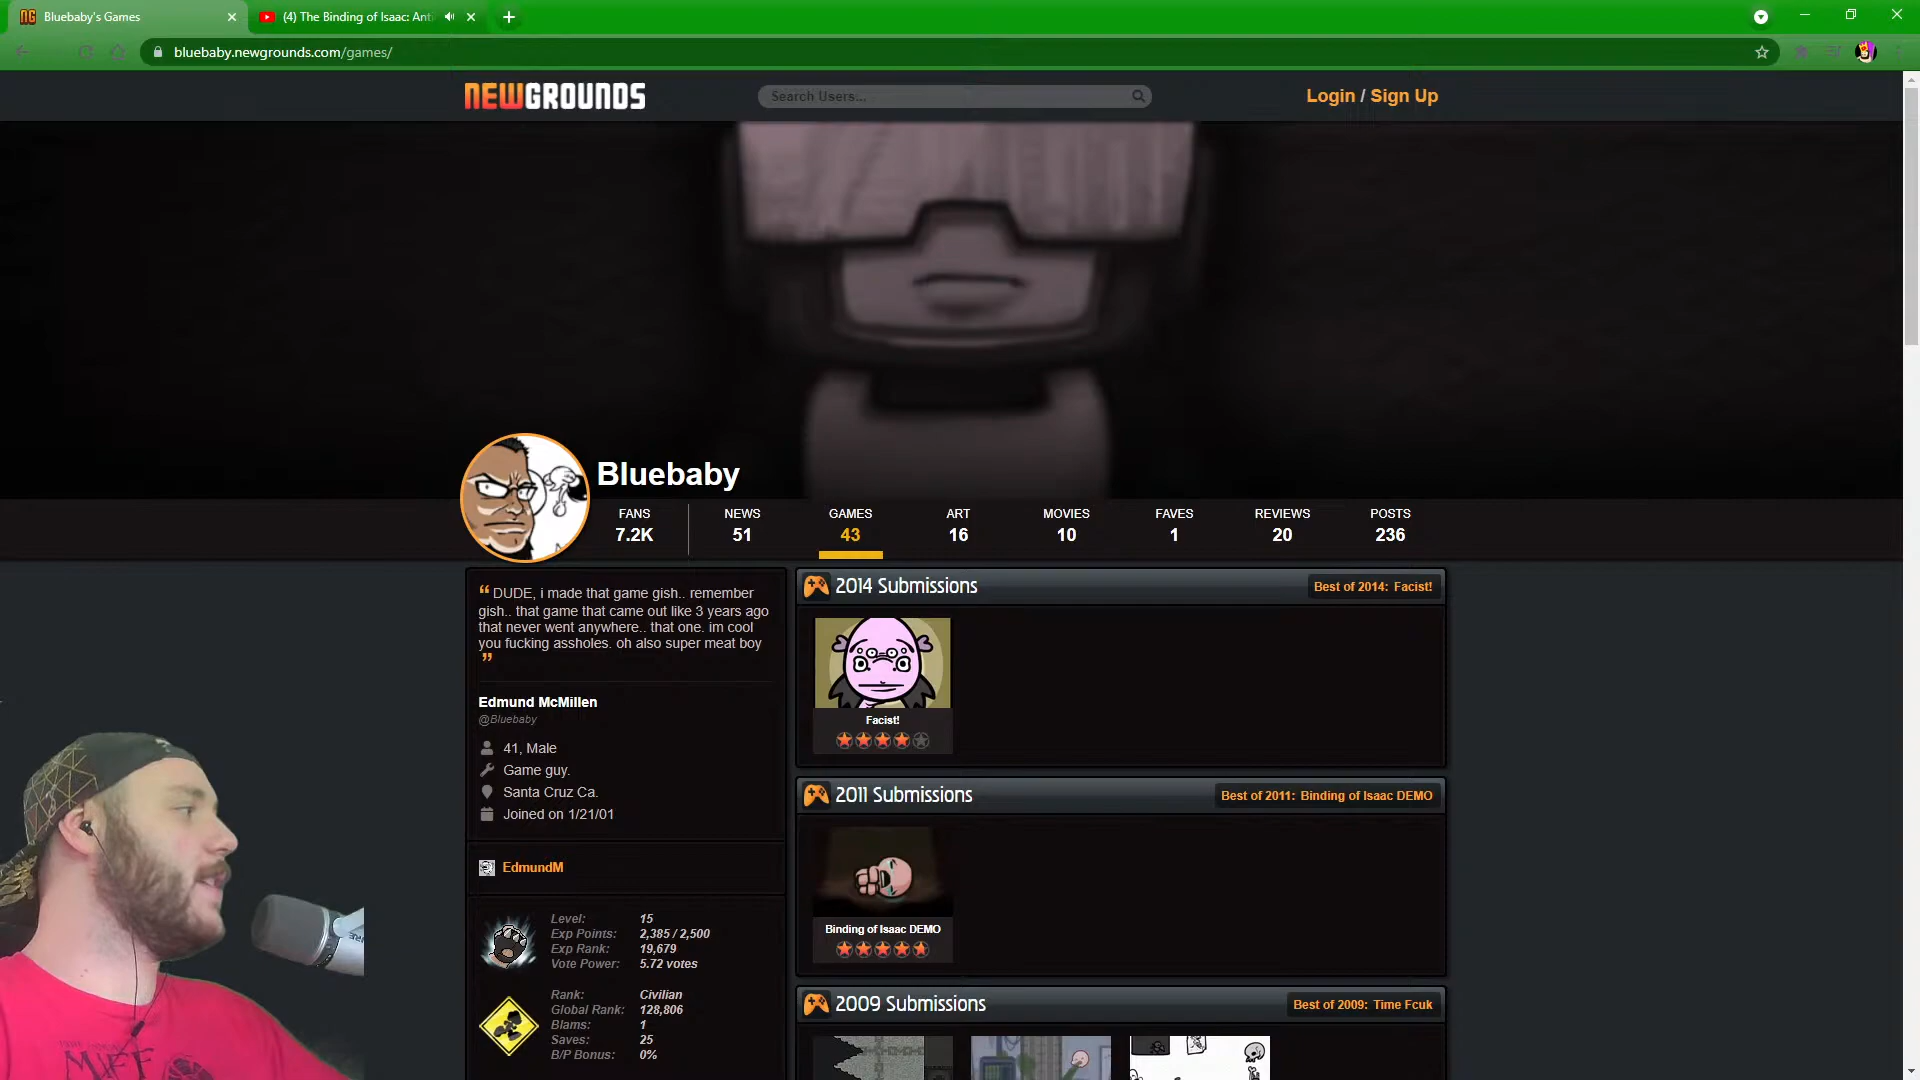 Bluebaby's Games
(4) The Binding of Isaac: Anti
bluebaby.newgrounds.com/games/
NEWGROUNDS
Search Users...
Login / Sign Up
Bluebaby
FANS
7.2K
NEWS
51
GAMES
43
ART
16
MOVIES
10
FAVES
1
REVIEWS
20
POSTS
236
“ DUDE, i made that game gish.. remember
gish.. that game that came out like 3 years ago
that never went anywhere.. that one. im cool
you fucking assholes. oh also super meat boy
”
Edmund McMillen
@Bluebaby
41, Male
Game guy.
Santa Cruz Ca.
Joined on 1/21/01
EdmundM
Level: 15
Exp Points: 2,385 / 2,500
Exp Rank: 19,679
Vote Power: 5.72 votes
Rank: Civilian
Global Rank: 128,806
Blams: 1
Saves: 25
B/P Bonus: 0%
2014 Submissions
Best of 2014: Facist!
Facist!
2011 Submissions
Best of 2011: Binding of Isaac DEMO
Binding of Isaac DEMO
2009 Submissions
Best of 2009: Time Fcuk